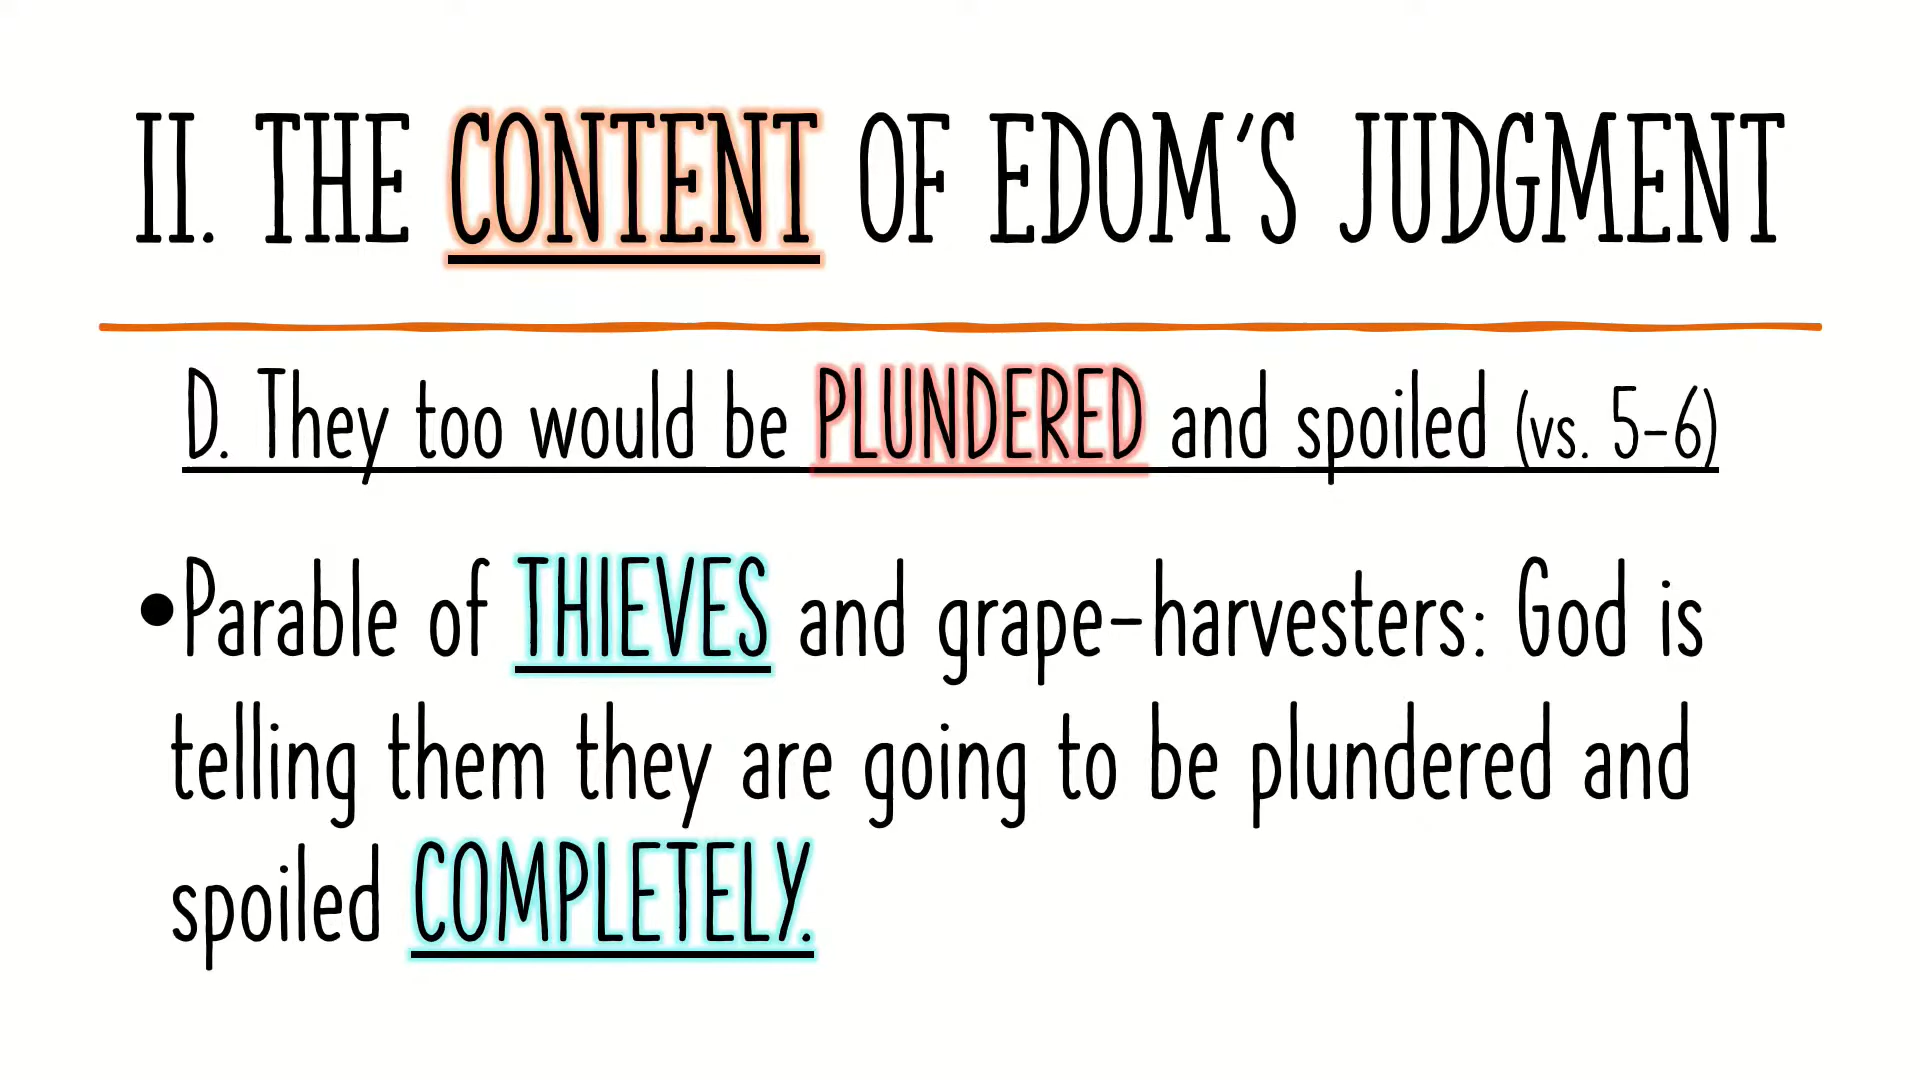 II. THE CONTENT OF EDOM'S JUDGMENT
D. They too would be PLUNDERED and spoiled (vs. 5-6)
•Parable of THIEVES and grape-harvesters: God is
telling them they are going to be plundered and
spoiled COMPLETELY.